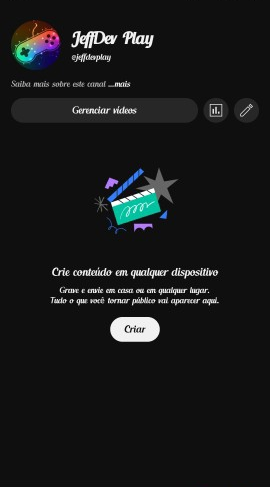 JeffDev Play
@jeffdevplay
Saiba mais sobre este canal ...mais
Gerenciar vídeos
Crie conteúdo em qualquer dispositivo
Grave e envie em casa ou em qualquer lugar.
Tudo o que você tornar público vai aparecer aqui.
Criar